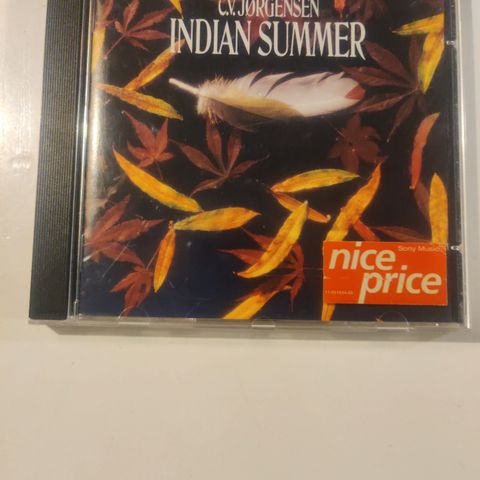 C.V. JØRGENSEN
INDIAN SUMMER
Sony Music
nice
price